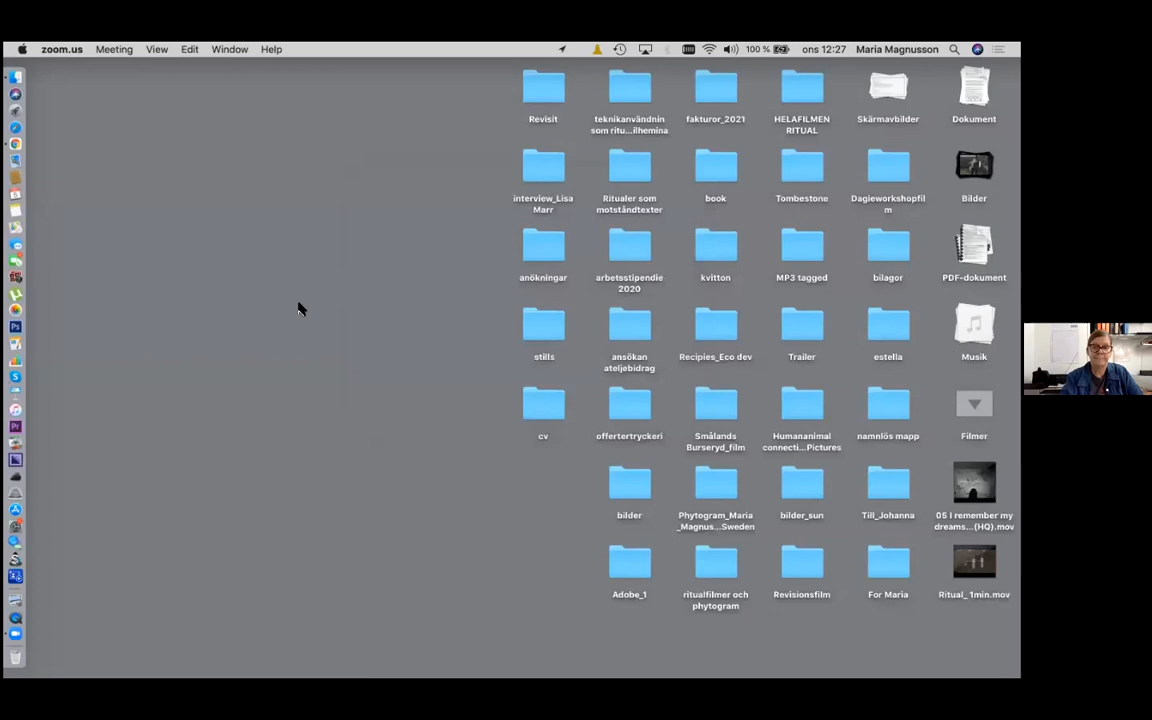 zoom.us Meeting View Edit Window Help 100 % ons 12:27 Maria Magnusson
Revisit
teknikanvändnin
som ritu...ilhemina
fakturor_2021
HELAFILMEN
RITUAL
Skärmavbilder
Dokument
interview_Lisa
Marr
Ritualer som
motståndtexter
book
Tombestone
Dagieworkshopfil
m
Bilder
anökningar
arbetsstipendie
2020
kvitton
MP3 tagged
bilagor
PDF-dokument
stills
ansökan
ateljebidrag
Recipies_Eco dev
Trailer
estella
Musik
cv
offertertryckeri
Smålands
Burseryd_film
Humananimal
connecti...Pictures
namnlös mapp
Filmer
bilder
Phytogram_Maria
_Magnus...Sweden
bilder_sun
Till_Johanna
05 I remember my
dreams...(HQ).mov
Adobe_1
ritualfilmer och
phytogram
Revisionsfilm
For Maria
Ritual_ 1min.mov
Ps
Pr